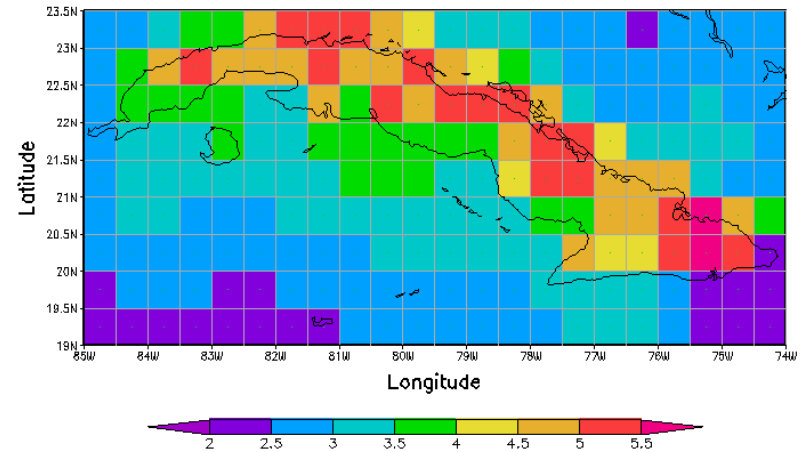 23.5N
23N
22.5N
22N
21.5N
21N
20.5N
20N
19.5N
19N
Latitude
85W 84W 83W 82W 81W 80W 79W 78W 77W 76W 75W 74W
Longitude
2 2.5 3 3.5 4 4.5 5 5.5